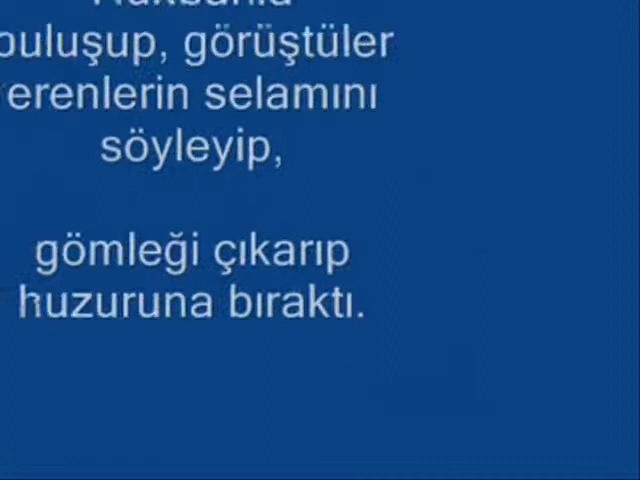 buluşup, görüştüler
erenlerin selamını
söyleyip,
gömleği çıkarıp
huzuruna bıraktı.